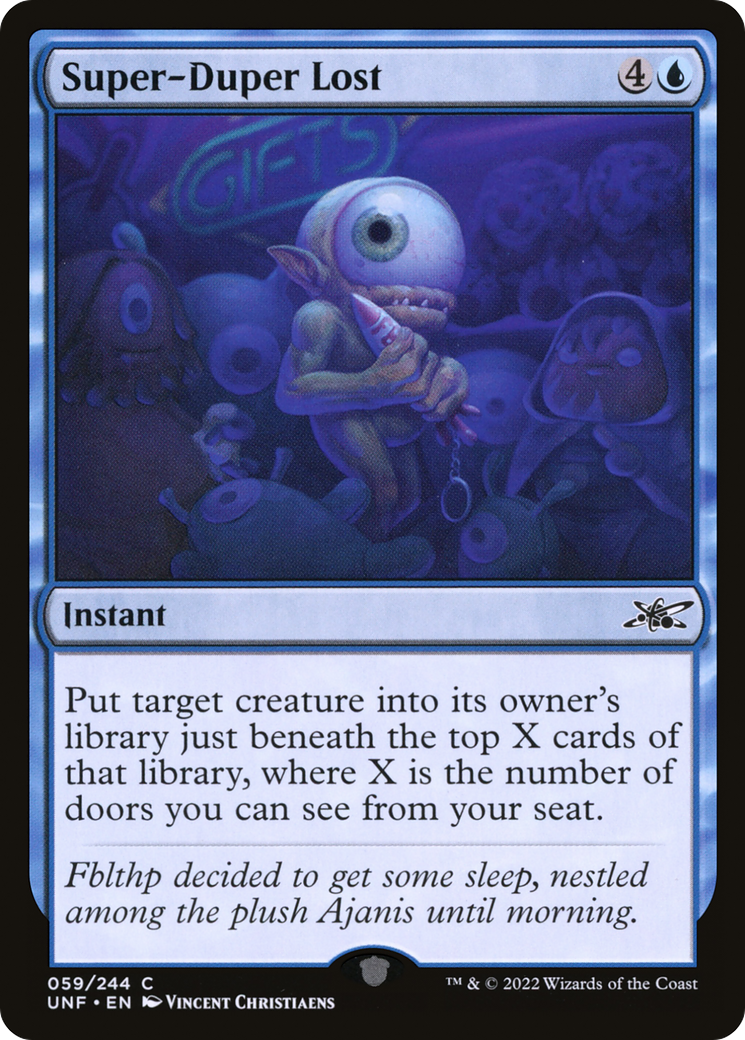 Super-Duper Lost
4
GIFTS
Instant
Put target creature into its owner's
library just beneath the top X cards of
that library, where X is the number of
doors you can see from your seat.
Fblthp decided to get some sleep, nestled
among the plush Ajanis until morning.
059/244 C
UNF • EN Vincent Christiaens
™ & © 2022 Wizards of the Coast